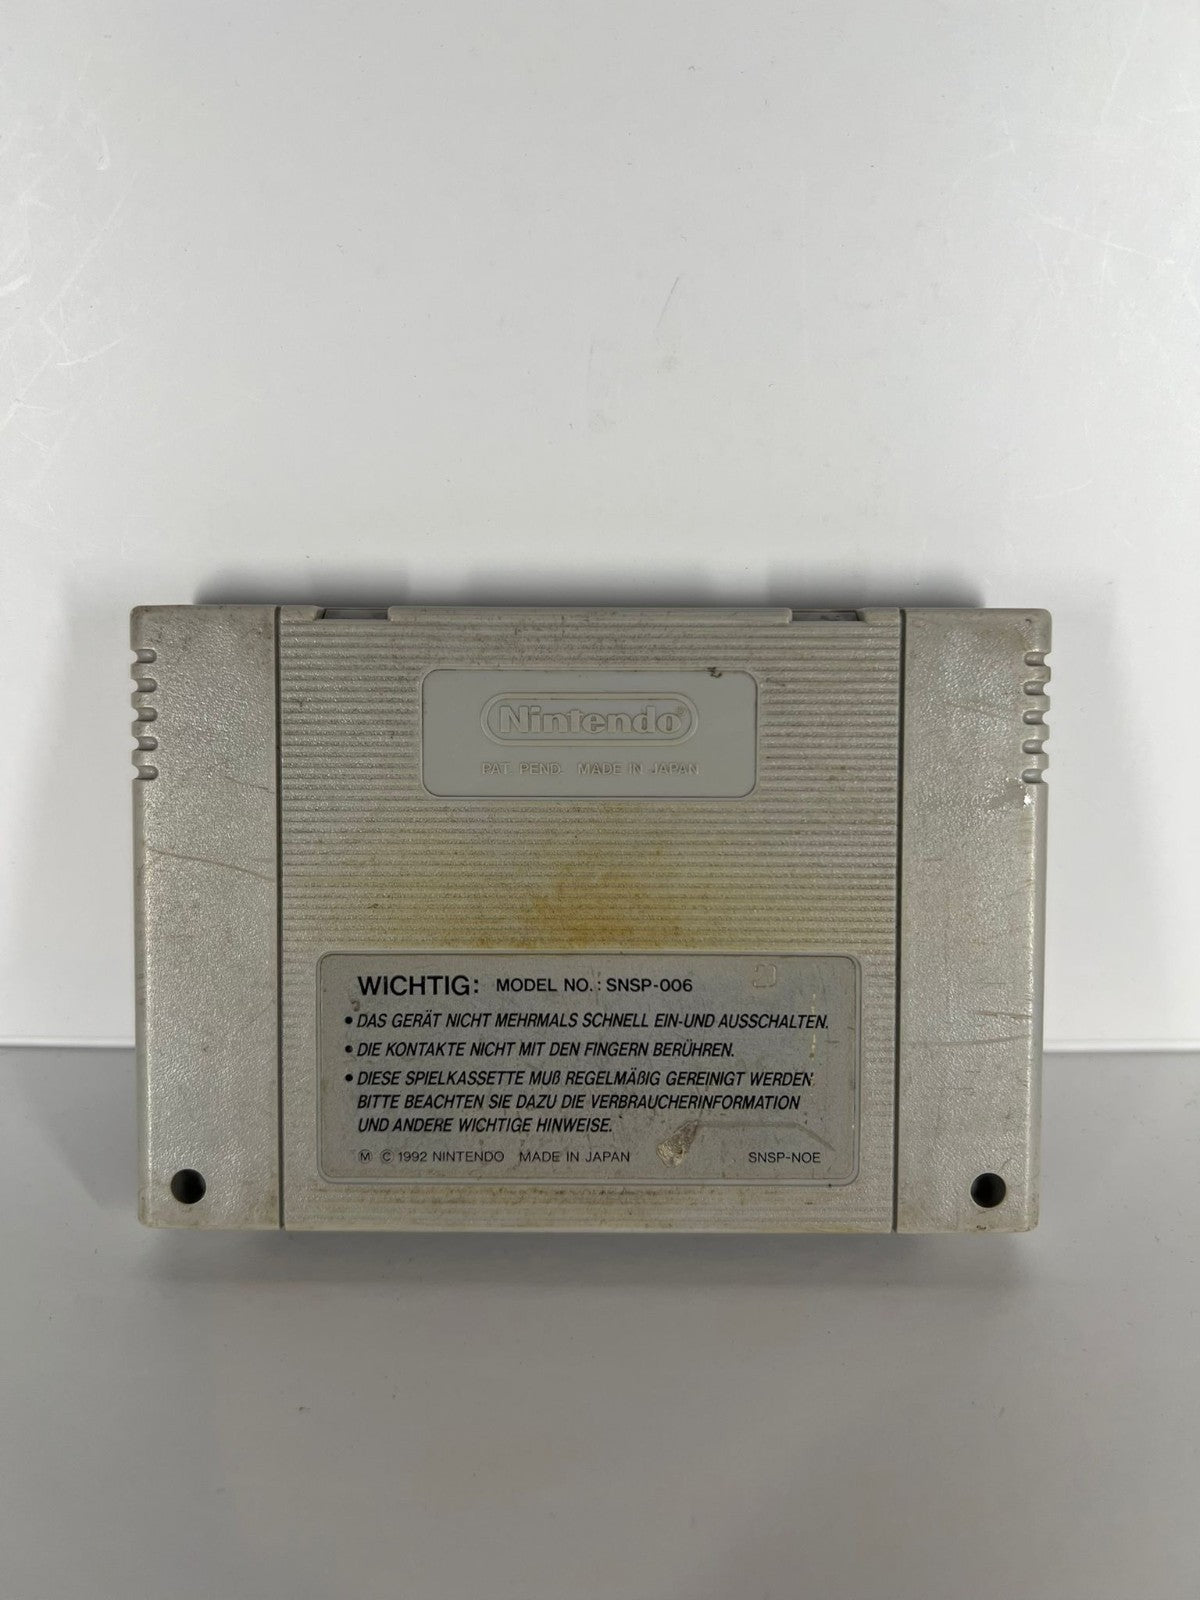 Nintendo®
PAT. PEND. MADE IN JAPAN
WICHTIG: MODEL NO.: SNSP-006
• DAS GERÄT NICHT MEHRMALS SCHNELL EIN-UND AUSSCHALTEN.
• DIE KONTAKTE NICHT MIT DEN FINGERN BERÜHREN.
• DIESE SPIELKASSETTE MUß REGELMÄßIG GEREINIGT WERDEN.
BITTE BEACHTEN SIE DAZU DIE VERBRAUCHERINFORMATION
UND ANDERE WICHTIGE HINWEISE.
Ⓜ © 1992 NINTENDO MADE IN JAPAN SNSP-NOE